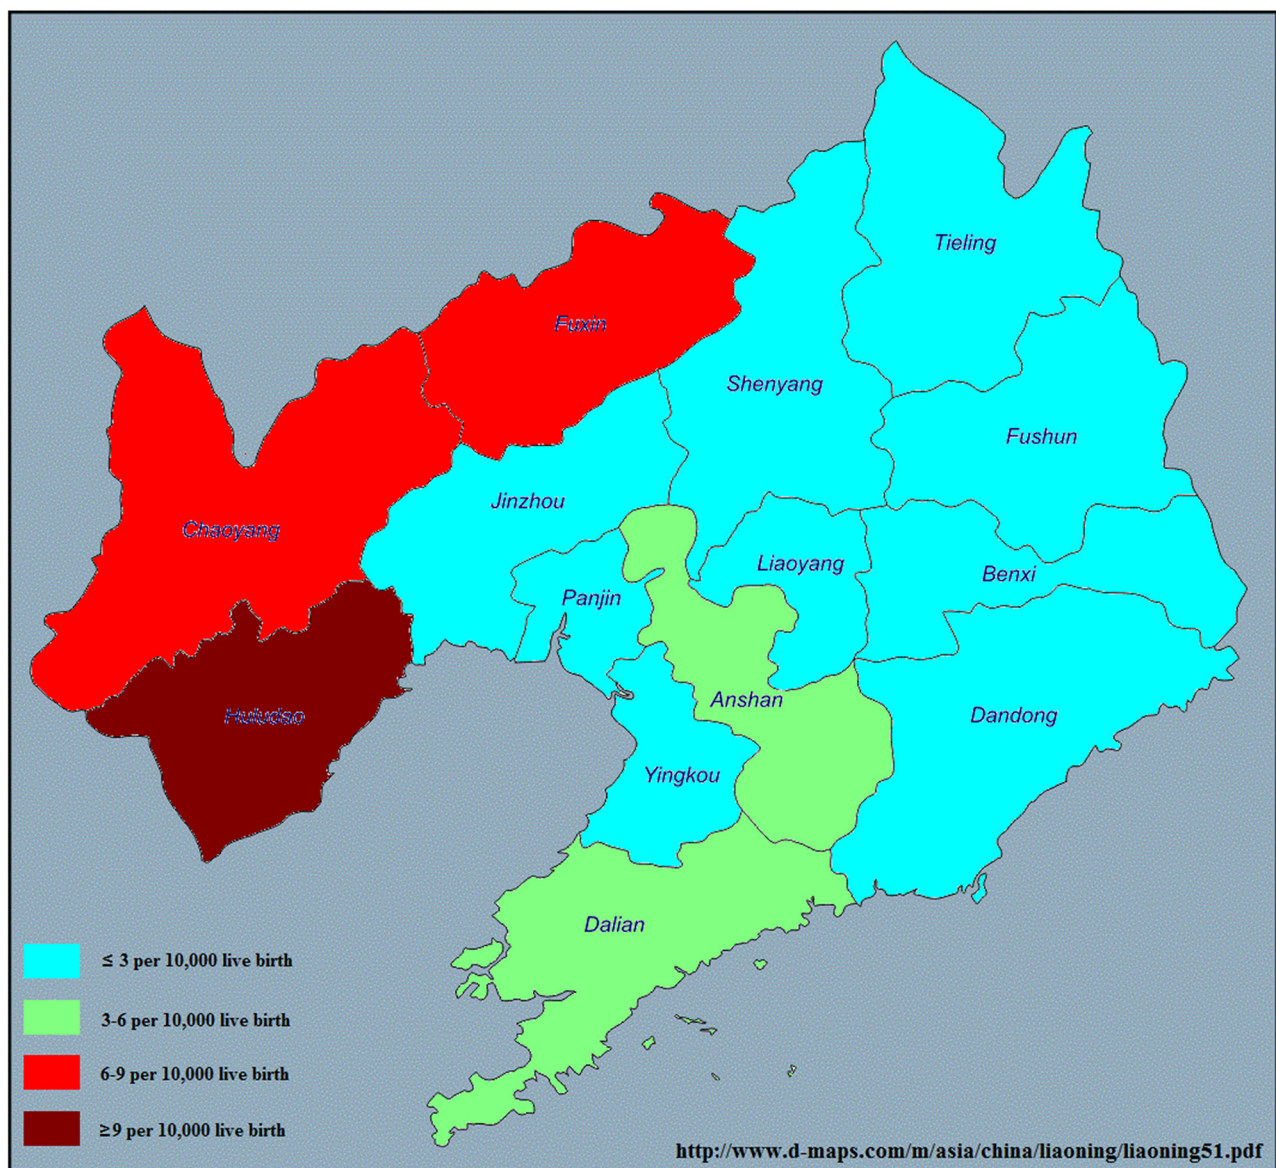 Tieling
Fuxin
Shenyang
Fushun
Jinzhou
Chaoyang
Liaoyang
Benxi
Panjin
Anshan
Huludao
Dandong
Yingkou
Dalian
≤ 3 per 10,000 live birth
3-6 per 10,000 live birth
6-9 per 10,000 live birth
≥9 per 10,000 live birth
http://www.d-maps.com/m/asia/china/liaoning/liaoning51.pdf